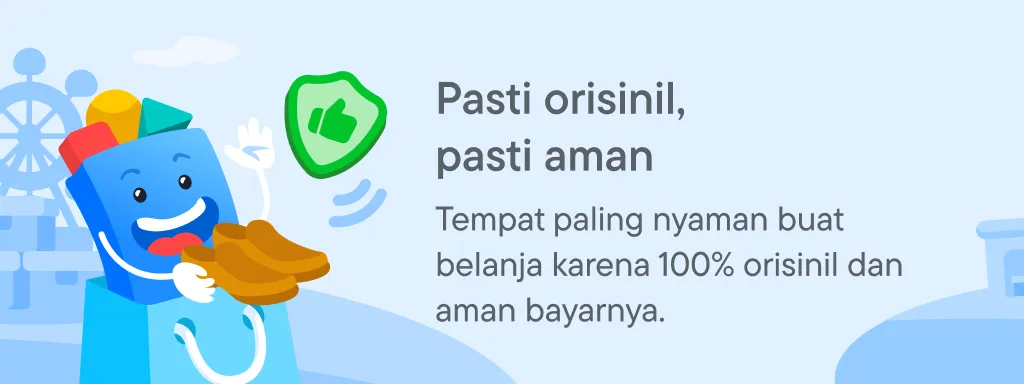 Pasti orisinil,
pasti aman
Tempat paling nyaman buat
belanja karena 100% orisinil dan
aman bayarnya.